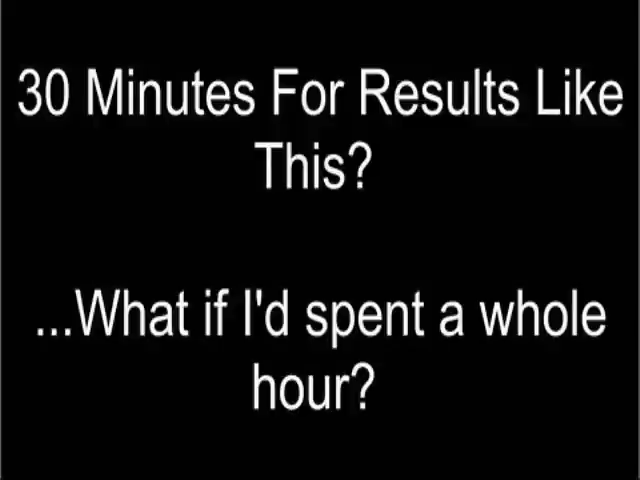 30 Minutes For Results Like
This?
...What if I'd spent a whole
hour?